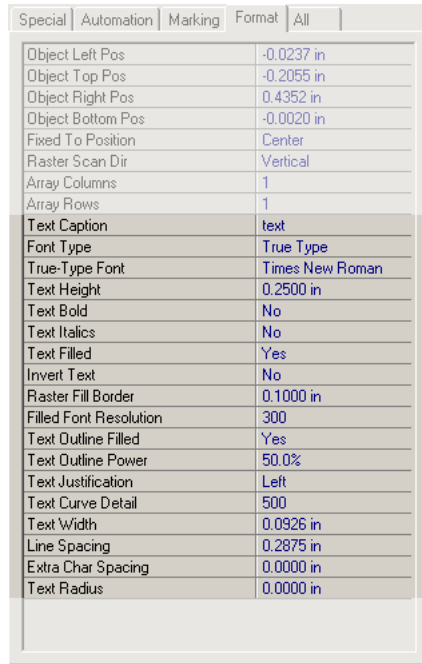 Special Automation Marking Format All
Object Left Pos -0.0237 in
Object Top Pos -0.2055 in
Object Right Pos 0.4352 in
Object Bottom Pos -0.0020 in
Fixed To Position Center
Raster Scan Dir Vertical
Array Columns 1
Array Rows 1
Text Caption text
Font Type True Type
True-Type Font Times New Roman
Text Height 0.2500 in
Text Bold No
Text Italics No
Text Filled Yes
Invert Text No
Raster Fill Border 0.1000 in
Filled Font Resolution 300
Text Outline Filled Yes
Text Outline Power 50.0%
Text Justification Left
Text Curve Detail 500
Text Width 0.0926 in
Line Spacing 0.2875 in
Extra Char Spacing 0.0000 in
Text Radius 0.0000 in